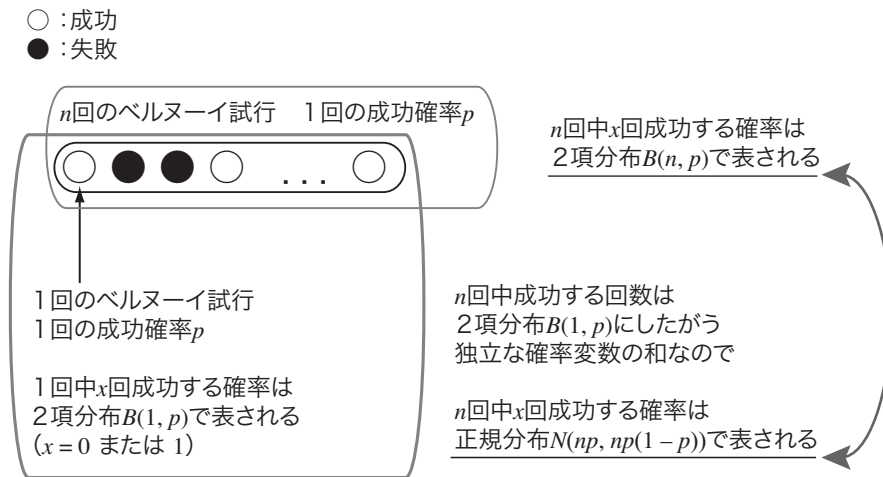 ○：成功
●：失敗
n回のベルヌーイ試行　1回の成功確率p
n回中x回成功する確率は
2項分布B(n, p)で表される
. . .
1回のベルヌーイ試行
1回の成功確率p
1回中x回成功する確率は
2項分布B(1, p)で表される
（x = 0 または 1）
n回中成功する回数は
2項分布B(1, p)にしたがう
独立な確率変数の和なので
n回中x回成功する確率は
正規分布N(np, np(1 – p))で表される